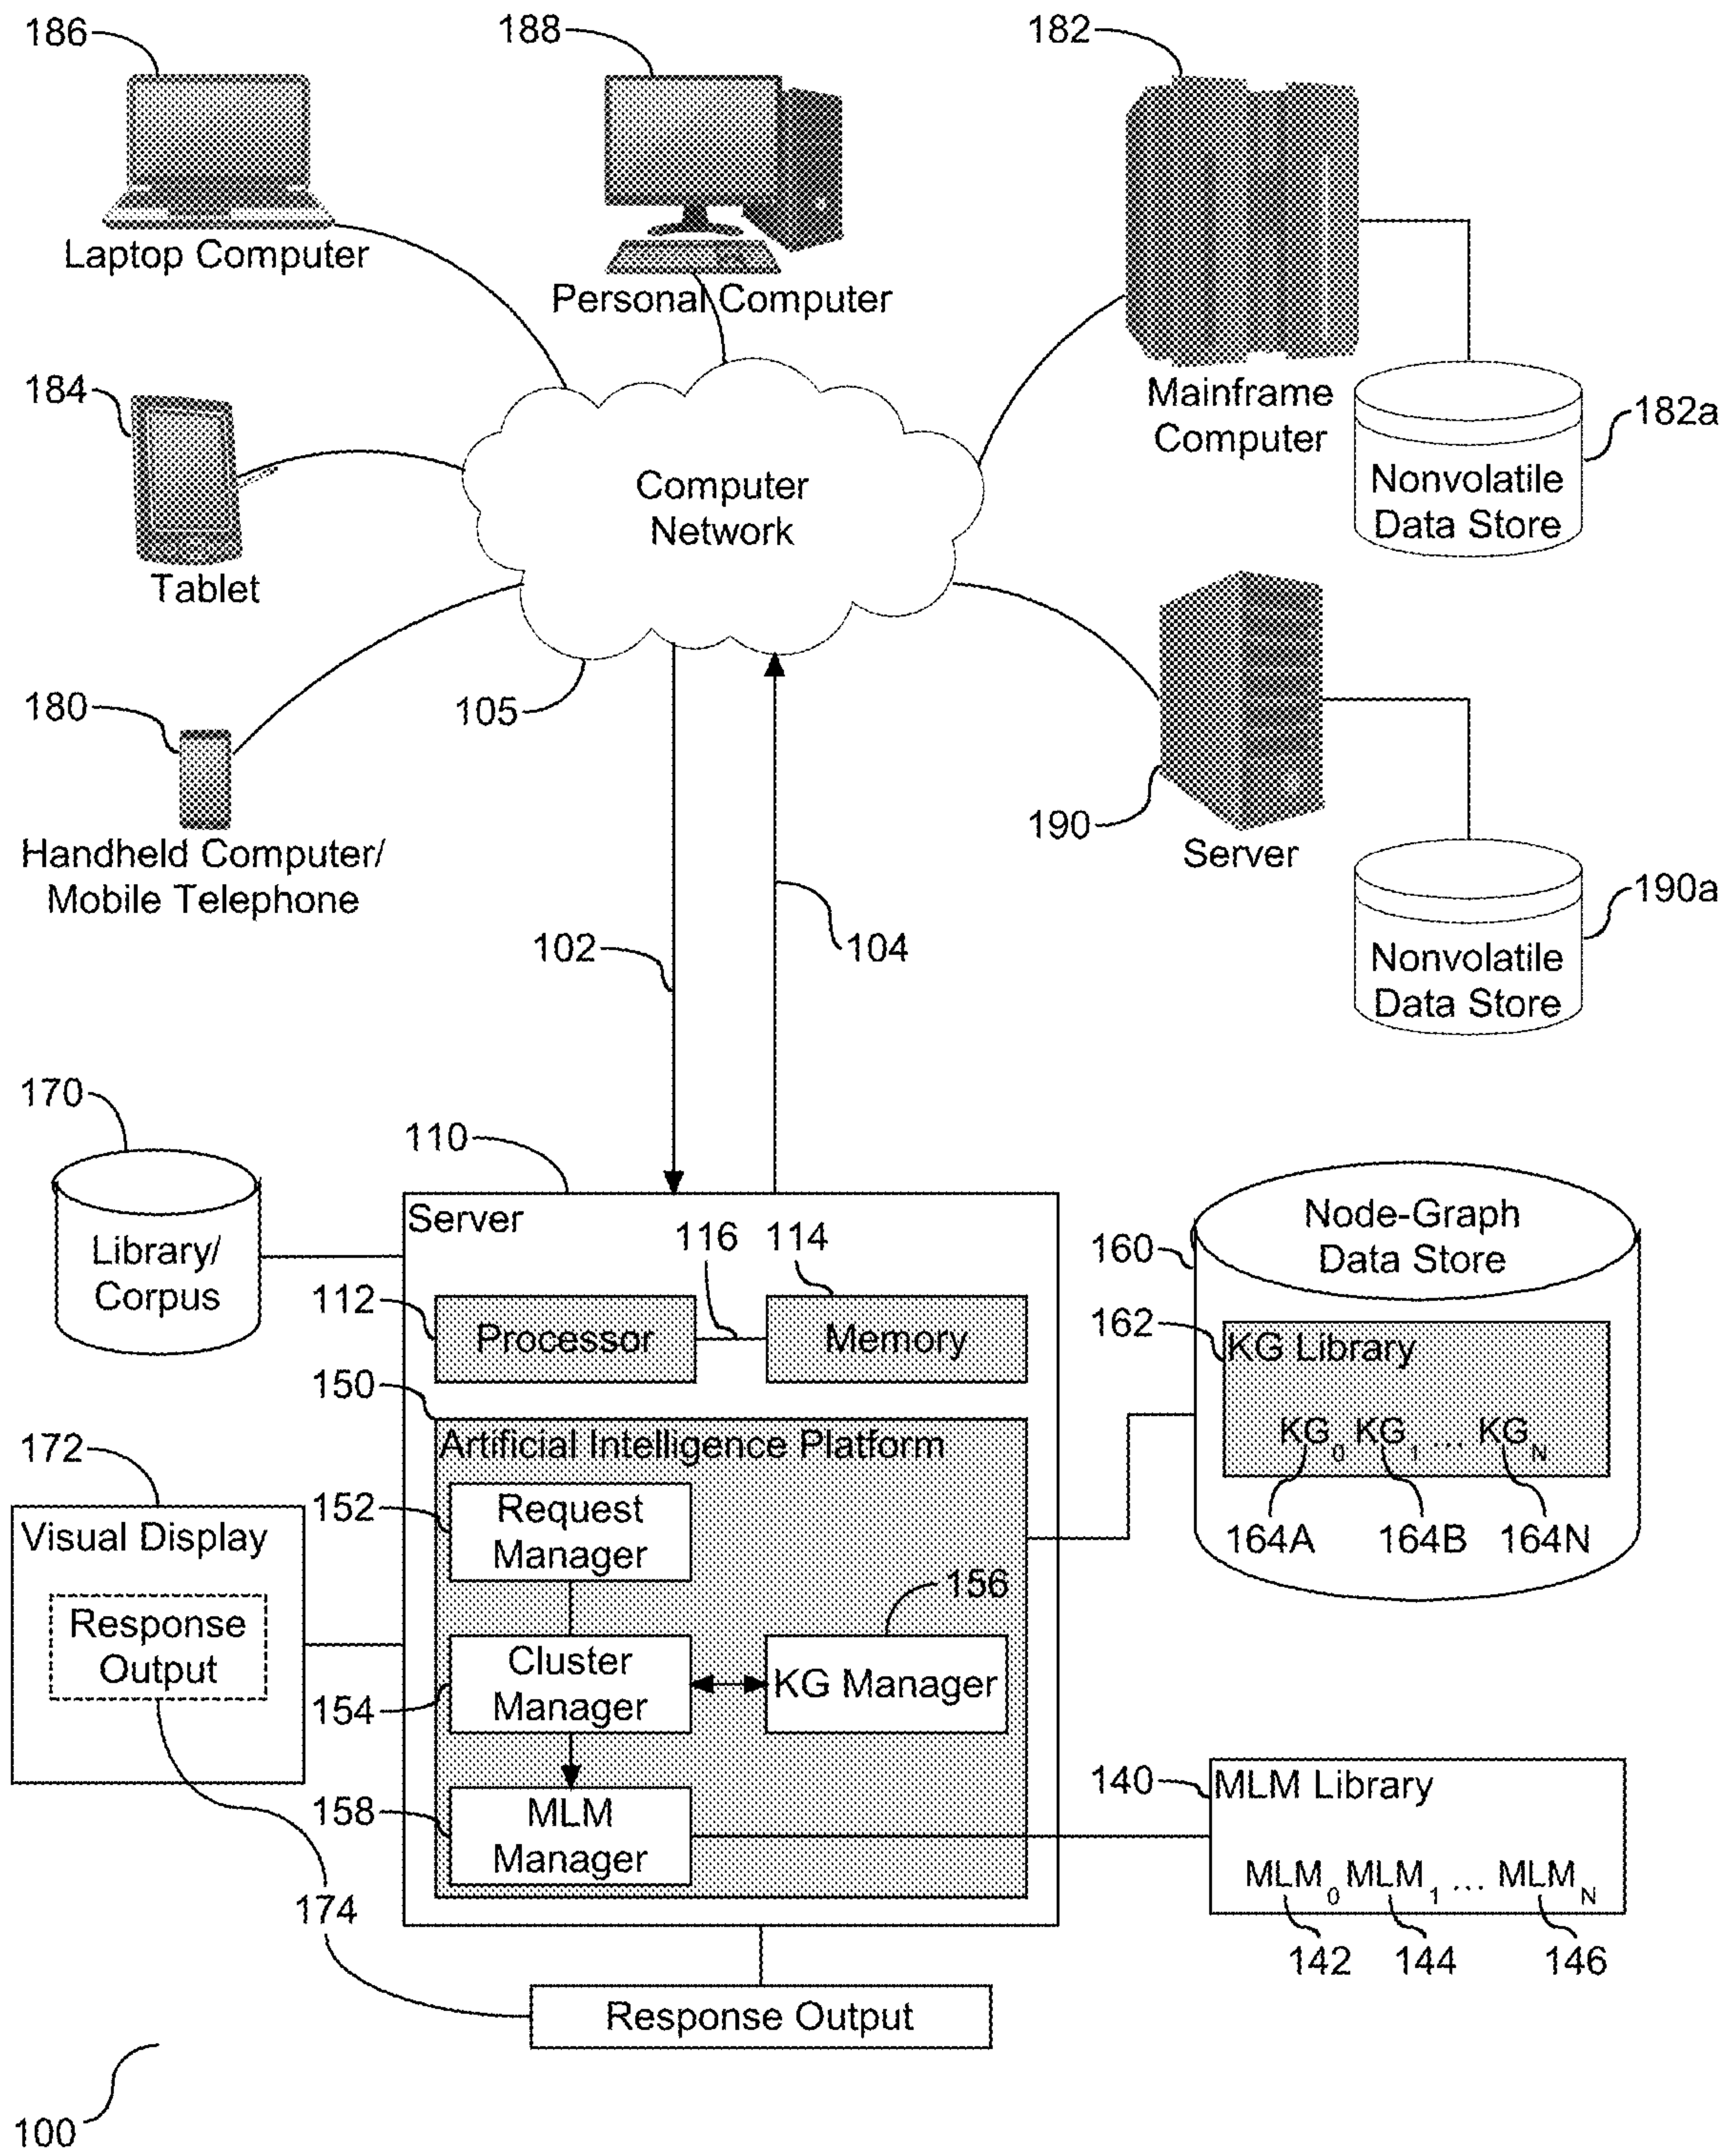 186
188
182
Laptop Computer
Personal Computer
Mainframe
Computer
184
182a
Nonvolatile
Data Store
Computer
Network
Tablet
105
180
190
Server
Handheld Computer/
Mobile Telephone
190a
102
104
Nonvolatile
Data Store
170
110
Server
Library/
Corpus
116
114
160
Node-Graph
Data Store
112
Processor
Memory
162
KG Library
150
Artificial Intelligence Platform
KG0 KG1 ... KGN
172
152
Request
Manager
164A
164B
164N
Visual Display
156
Response
Output
Cluster
Manager
KG Manager
154
140
MLM Library
158
MLM
Manager
MLM0 MLM1 ... MLMN
174
142
144
146
Response Output
100